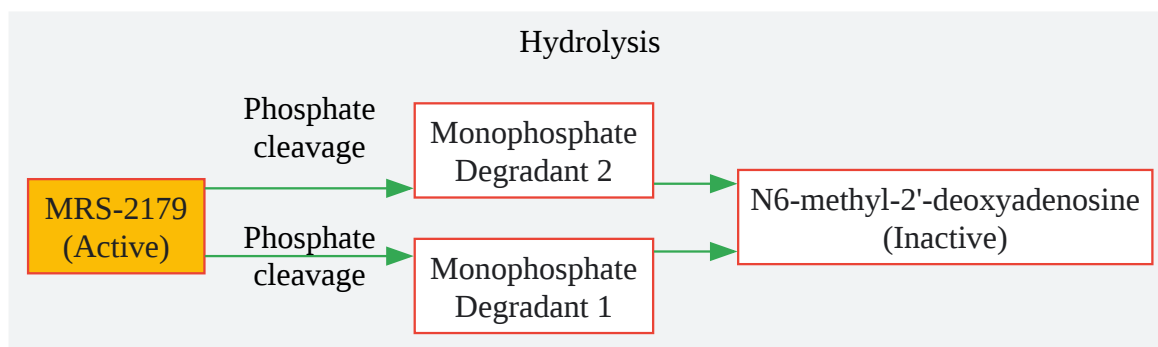 Hydrolysis
Phosphate
cleavage
Monophosphate
Degradant 2
MRS-2179
(Active)
N6-methyl-2'-deoxyadenosine
(Inactive)
Phosphate
cleavage
Monophosphate
Degradant 1